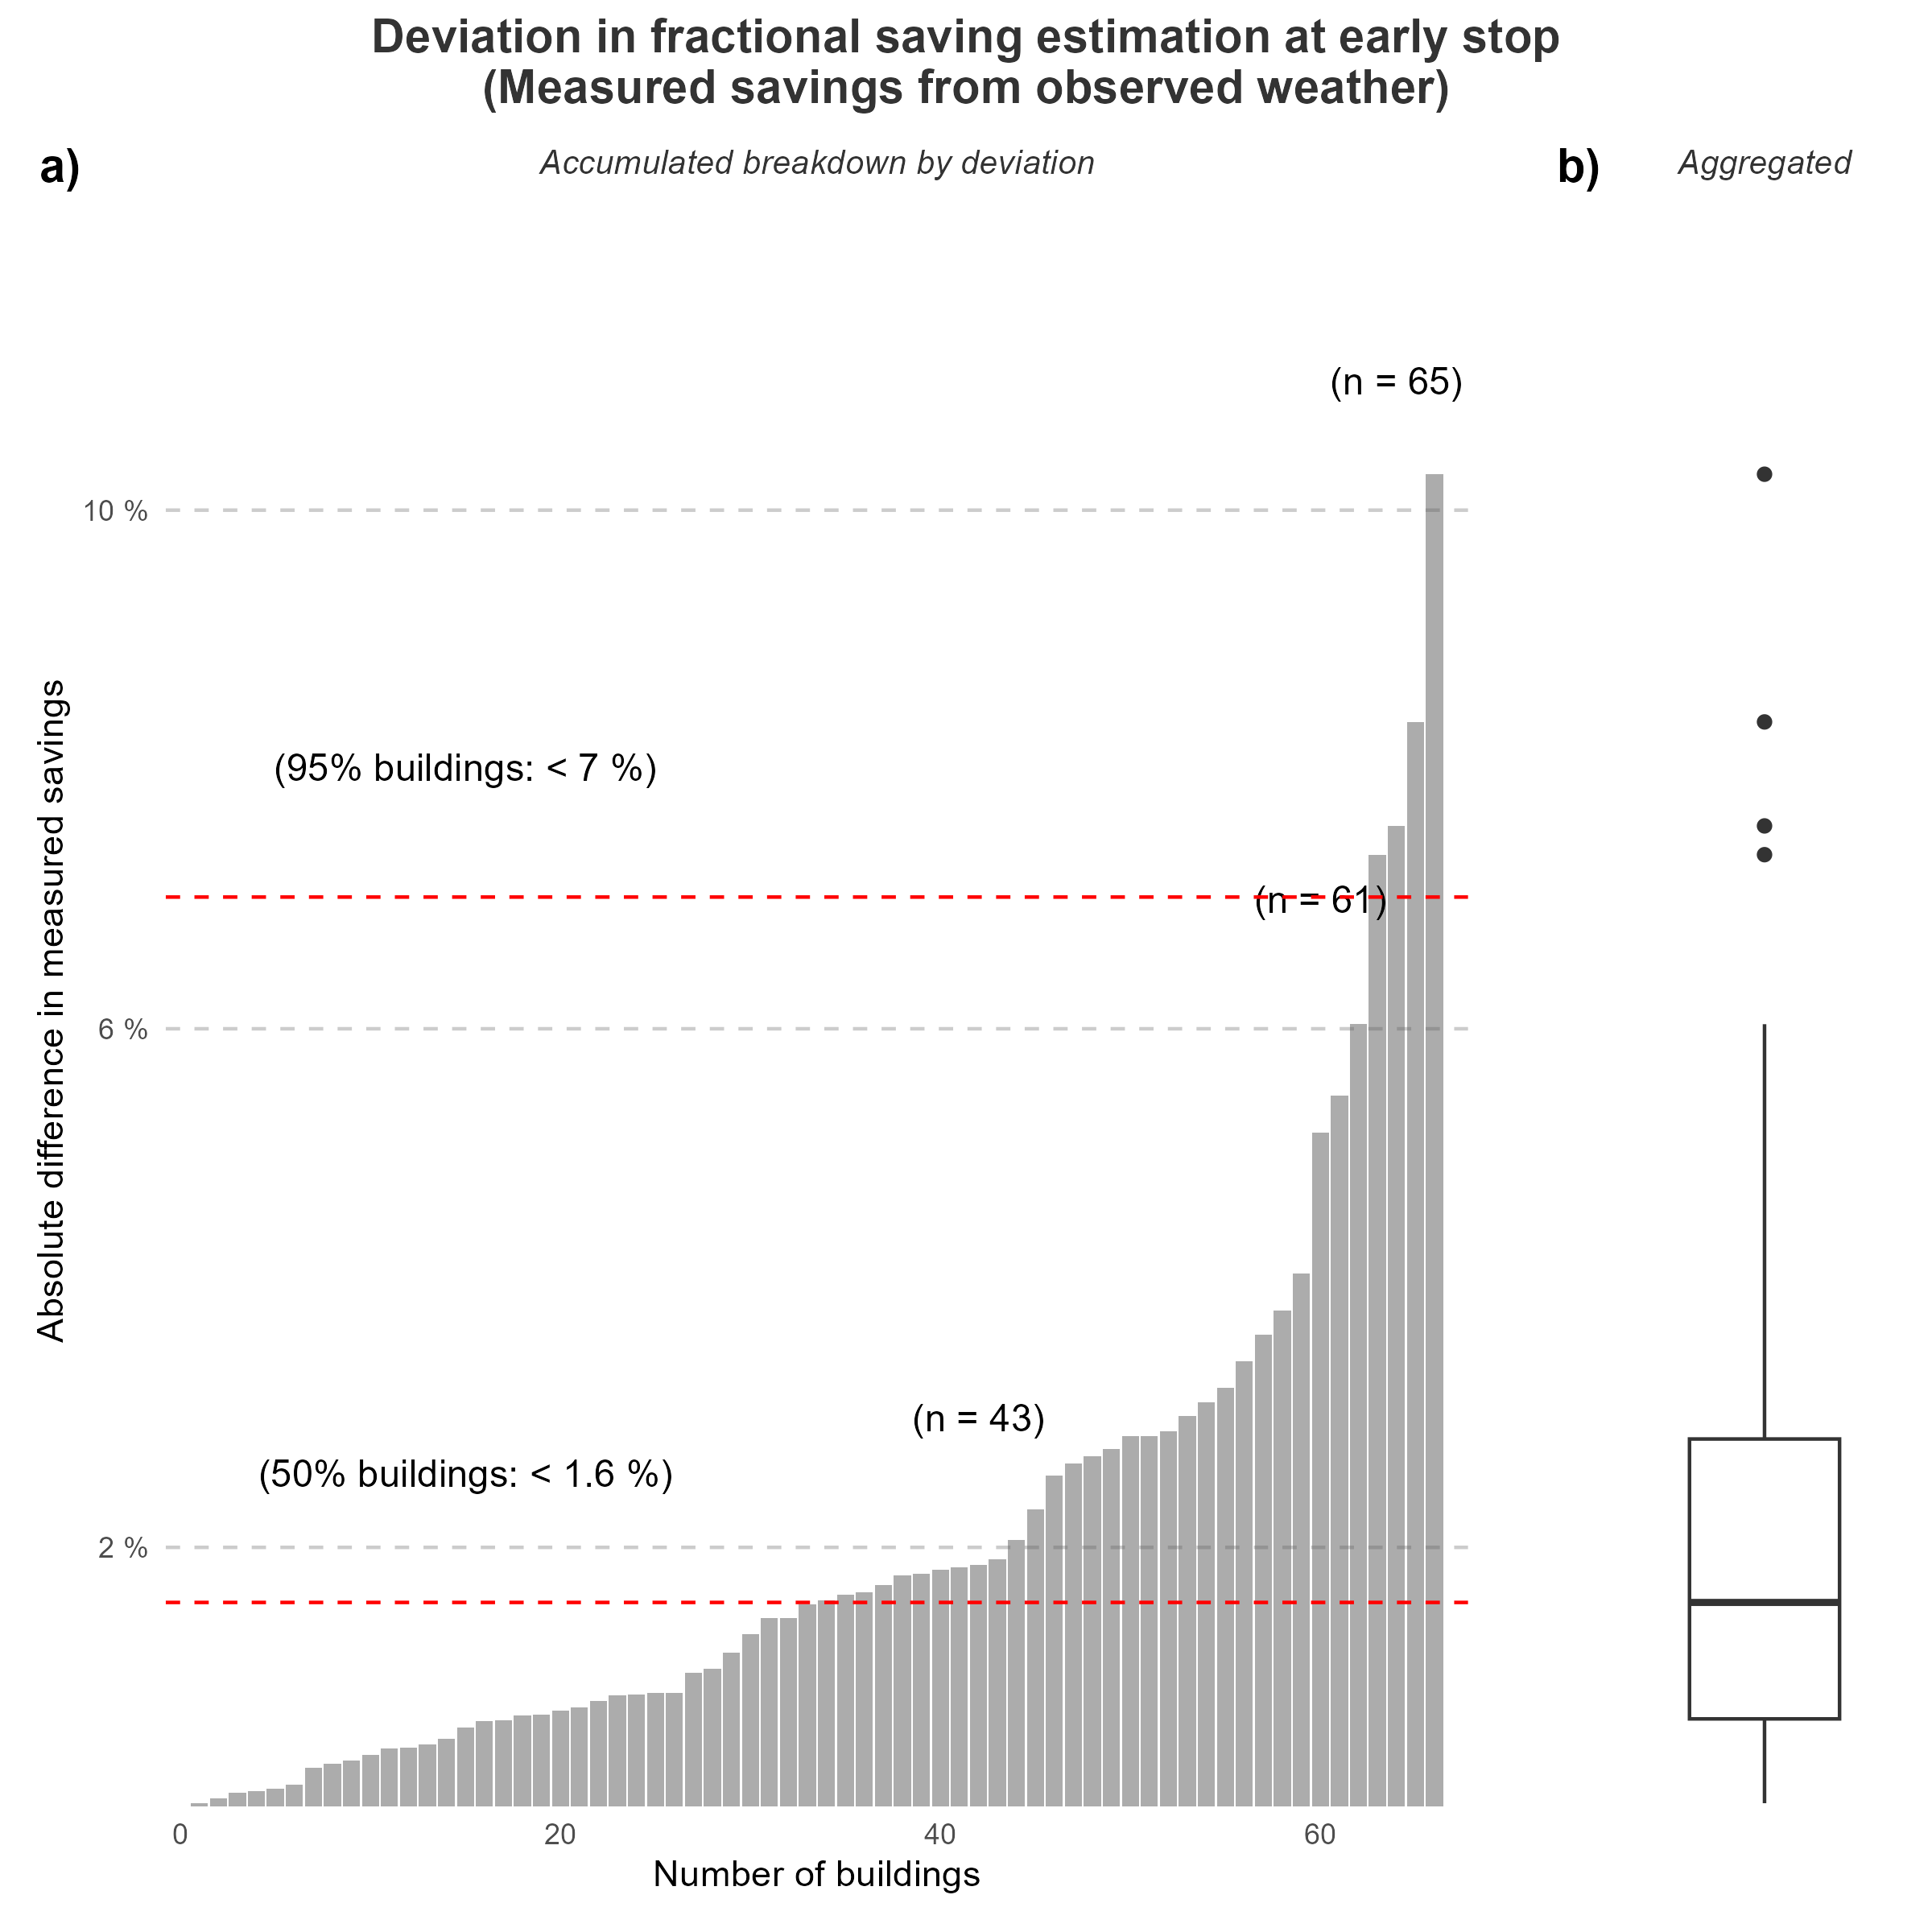 Deviation in fractional saving estimation at early stop
(Measured savings from observed weather)
a)
Accumulated breakdown by deviation
b)
Aggregated
(n = 65)
10 %
(95% buildings: < 7 %)
(n = 61)
6 %
(n = 43)
(50% buildings: < 1.6 %)
2 %
Absolute difference in measured savings
0
20
40
60
Number of buildings